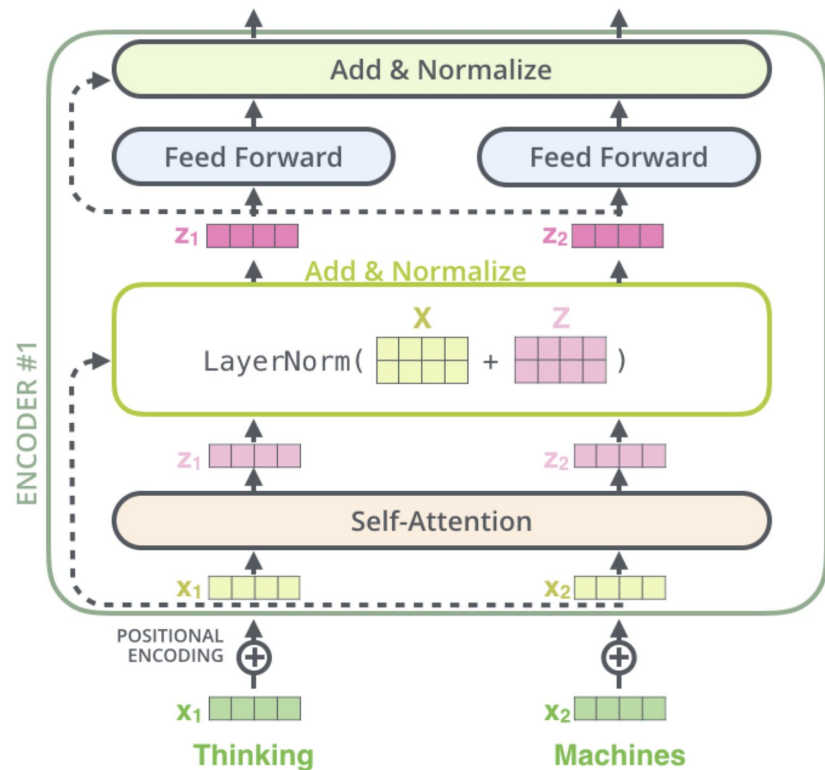 Add & Normalize
Feed Forward Feed Forward
z1 z2
Add & Normalize
X Z
LayerNorm( + )
ENCODER #1
z1 z2
Self-Attention
x1 x2
POSITIONAL
ENCODING
x1 x2
Thinking Machines